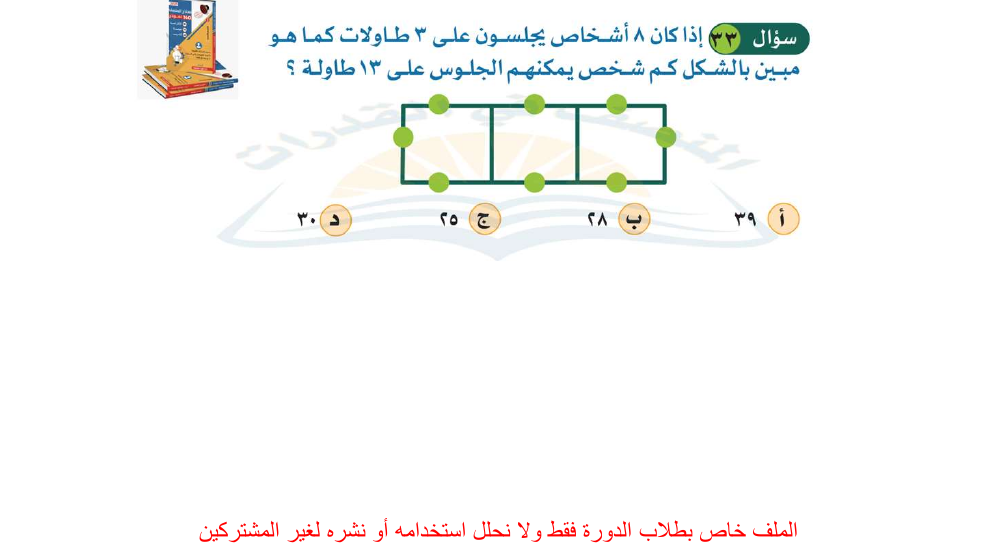 سؤال ٣٣ إذا كان ٨ أشخاص يجلسون على ٣ طاولات كما هو
مبين بالشكل كم شخص يمكنهم الجلوس على ١٣ طاولة ؟
أ ٣٩ ب ٢٨ ج ٢٥ د ٣٠
الملف خاص بطلاب الدورة فقط ولا نحلل استخدامه أو نشره لغير المشتركين